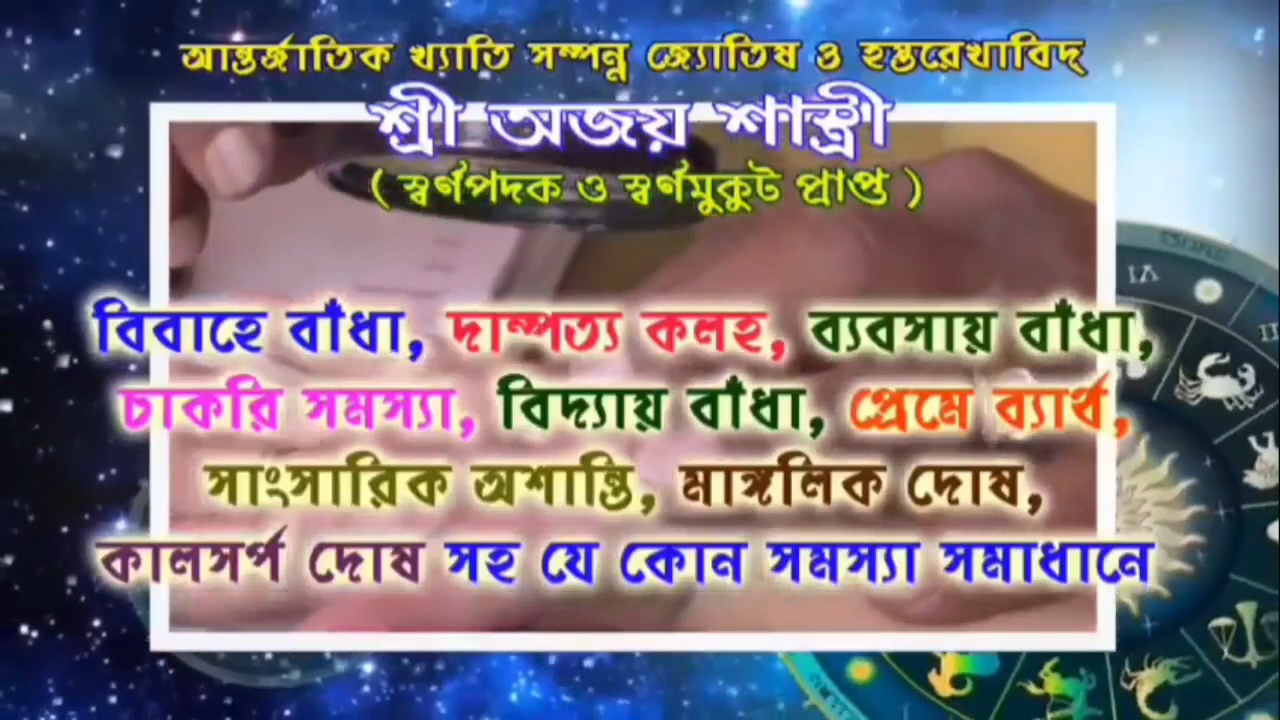 আন্তর্জাতিক খ্যাতি সম্পন্ন জ্যোতিষ ও হস্তরেখাবিদ্
শ্রী অজয় শাস্ত্রী
( স্বর্ণপদক ও স্বর্ণমুকুট প্রাপ্ত )
বিবাহে বাঁধা, দাম্পত্য কলহ, ব্যবসায় বাঁধা,
চাকরি সমস্যা, বিদ্যায় বাঁধা, প্রেমে ব্যার্থ,
সাংসারিক অশান্তি, মাঙ্গলিক দোষ,
কালসর্প দোষ সহ যে কোন সমস্যা সমাধানে